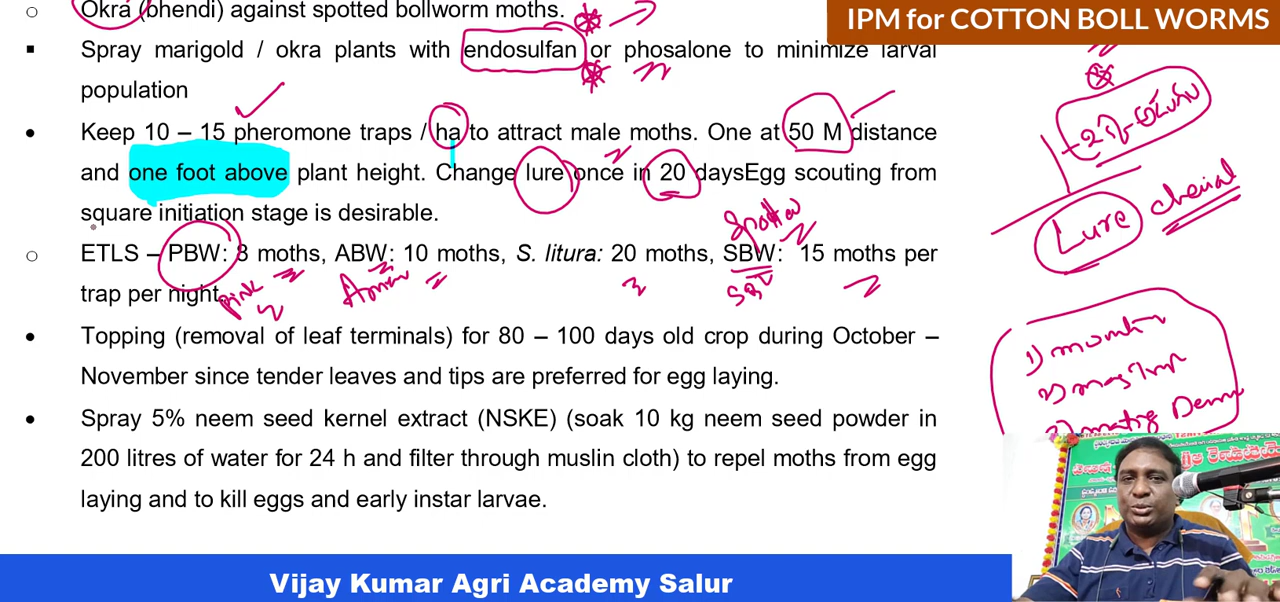 IPM for COTTON BOLL WORMS
Okra (bhendi) against spotted bollworm moths.
Spray marigold / okra plants with endosulfan or phosalone to minimize larval
population
Keep 10 – 15 pheromone traps / ha to attract male moths. One at 50 M distance
and one foot above plant height. Change lure once in 20 daysEgg scouting from
square initiation stage is desirable.
ETLS – PBW: 8 moths, ABW: 10 moths, S. litura: 20 moths, SBW: 15 moths per
trap per night.
Topping (removal of leaf terminals) for 80 – 100 days old crop during October –
November since tender leaves and tips are preferred for egg laying.
Spray 5% neem seed kernel extract (NSKE) (soak 10 kg neem seed powder in
200 litres of water for 24 h and filter through muslin cloth) to repel moths from egg
laying and to kill eggs and early instar larvae.
Lure
Pink
Vijay Kumar Agri Academy Salur